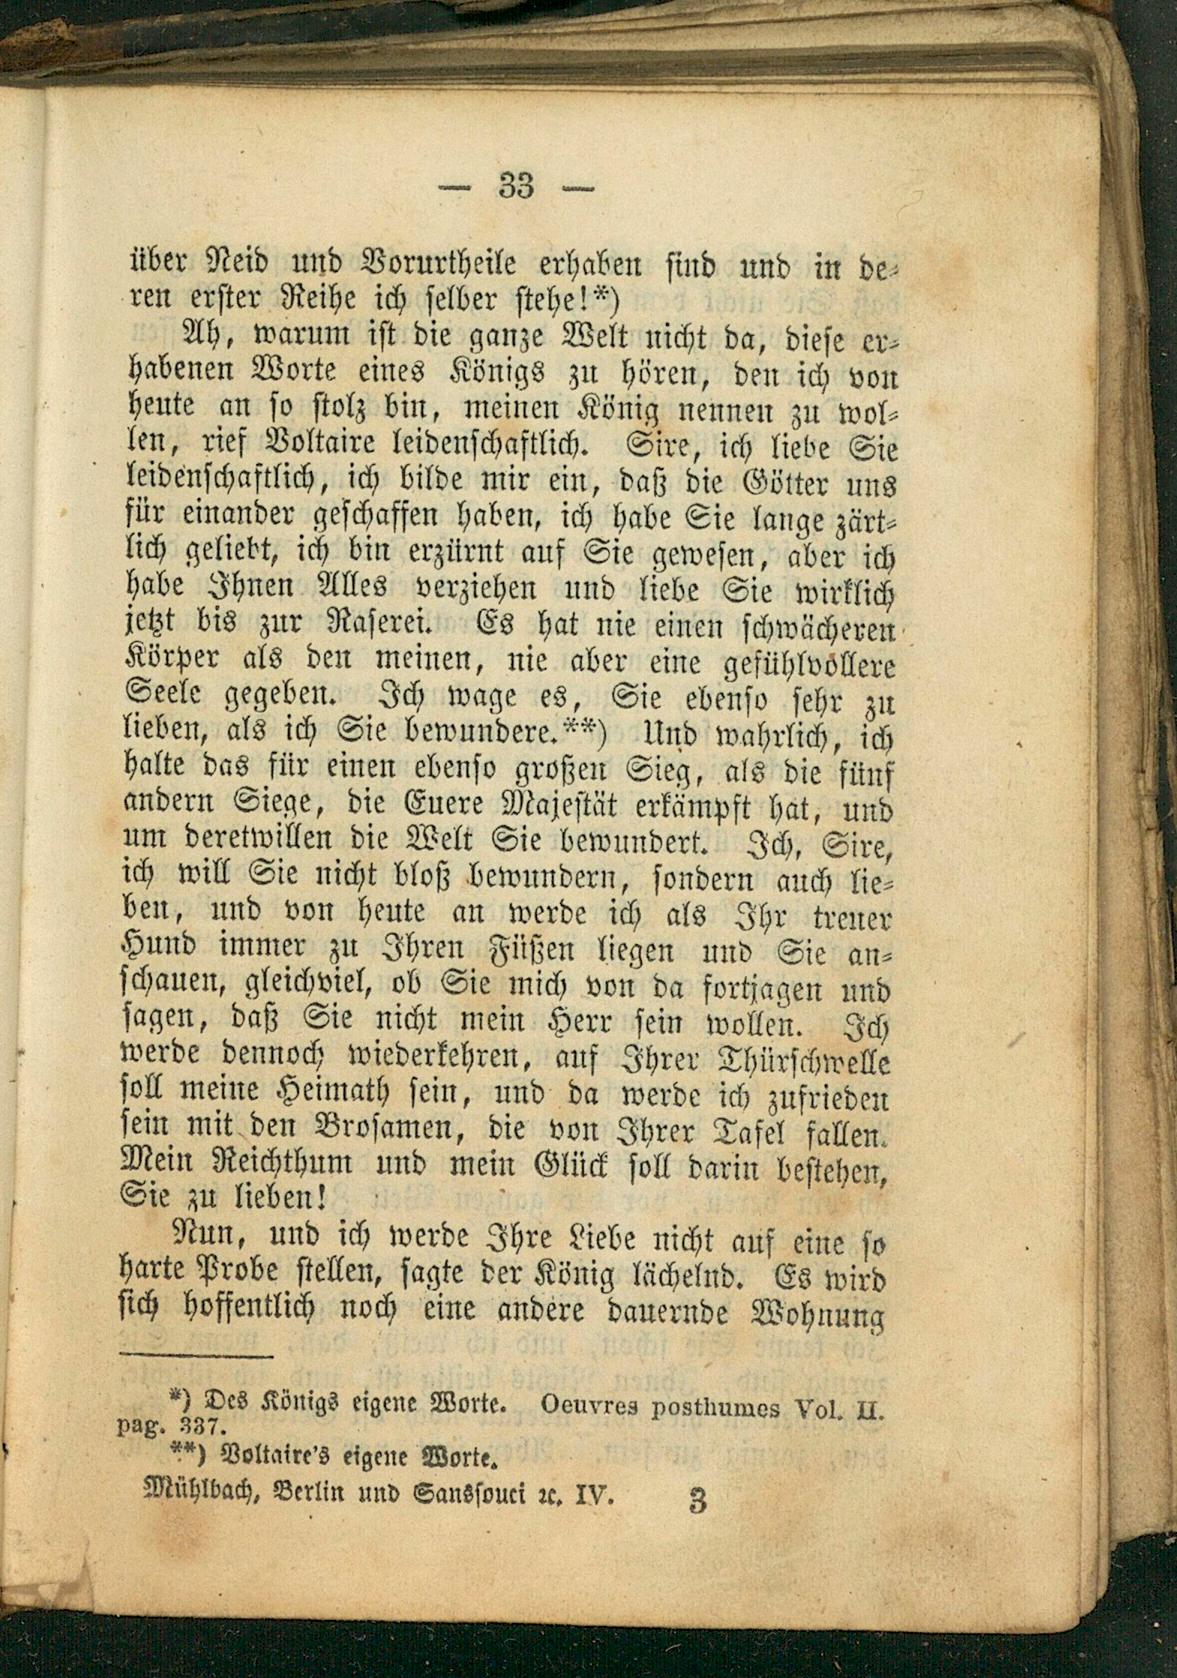 — 33 —
über Neid und Vorurtheile erhaben sind und in de-
ren erster Reihe ich selber stehe!*)
Ah, warum ist die ganze Welt nicht da, diese er-
habenen Worte eines Königs zu hören, den ich von
heute an so stolz bin, meinen König nennen zu wol-
len, rief Voltaire leidenschaftlich. Sire, ich liebe Sie
leidenschaftlich, ich bilde mir ein, daß die Götter uns
für einander geschaffen haben, ich habe Sie lange zärt-
lich geliebt, ich bin erzürnt auf Sie gewesen, aber ich
habe Ihnen Alles verziehen und liebe Sie wirklich
jetzt bis zur Raserei. Es hat nie einen schwächeren
Körper als den meinen, nie aber eine gefühlvollere
Seele gegeben. Ich wage es, Sie ebenso sehr zu
lieben, als ich Sie bewundere.**) Und wahrlich, ich
halte das für einen ebenso großen Sieg, als die fünf
andern Siege, die Euere Majestät erkämpft hat, und
um deretwillen die Welt Sie bewundert. Ich, Sire,
ich will Sie nicht bloß bewundern, sondern auch lie-
ben, und von heute an werde ich als Ihr treuer
Hund immer zu Ihren Füßen liegen und Sie an-
schauen, gleichviel, ob Sie mich von da fortjagen und
sagen, daß Sie nicht mein Herr sein wollen. Ich
werde dennoch wiederkehren, auf Ihrer Thürschwelle
soll meine Heimath sein, und da werde ich zufrieden
sein mit den Brosamen, die von Ihrer Tafel fallen.
Mein Reichthum und mein Glück soll darin bestehen,
Sie zu lieben!
Nun, und ich werde Ihre Liebe nicht auf eine so
harte Probe stellen, sagte der König lächelnd. Es wird
sich hoffentlich noch eine andere dauernde Wohnung
*) Des Königs eigene Worte. Oeuvres posthumes Vol. II.
pag. 337.
**) Voltaire's eigene Worte.
Mühlbach, Berlin und Sanssouci ꝛc. IV. 3